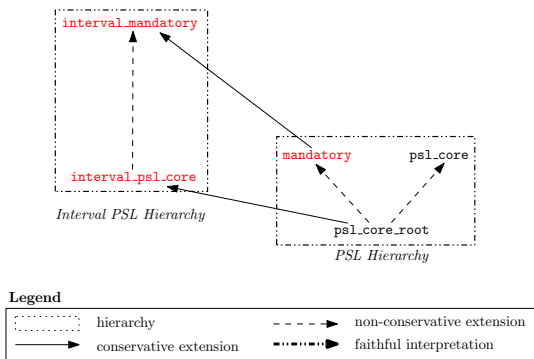 interval_mandatory
mandatory
psl_core
interval_psl_core
Interval PSL Hierarchy
psl_core_root
PSL Hierarchy
Legend
hierarchy
non-conservative extension
conservative extension
faithful interpretation